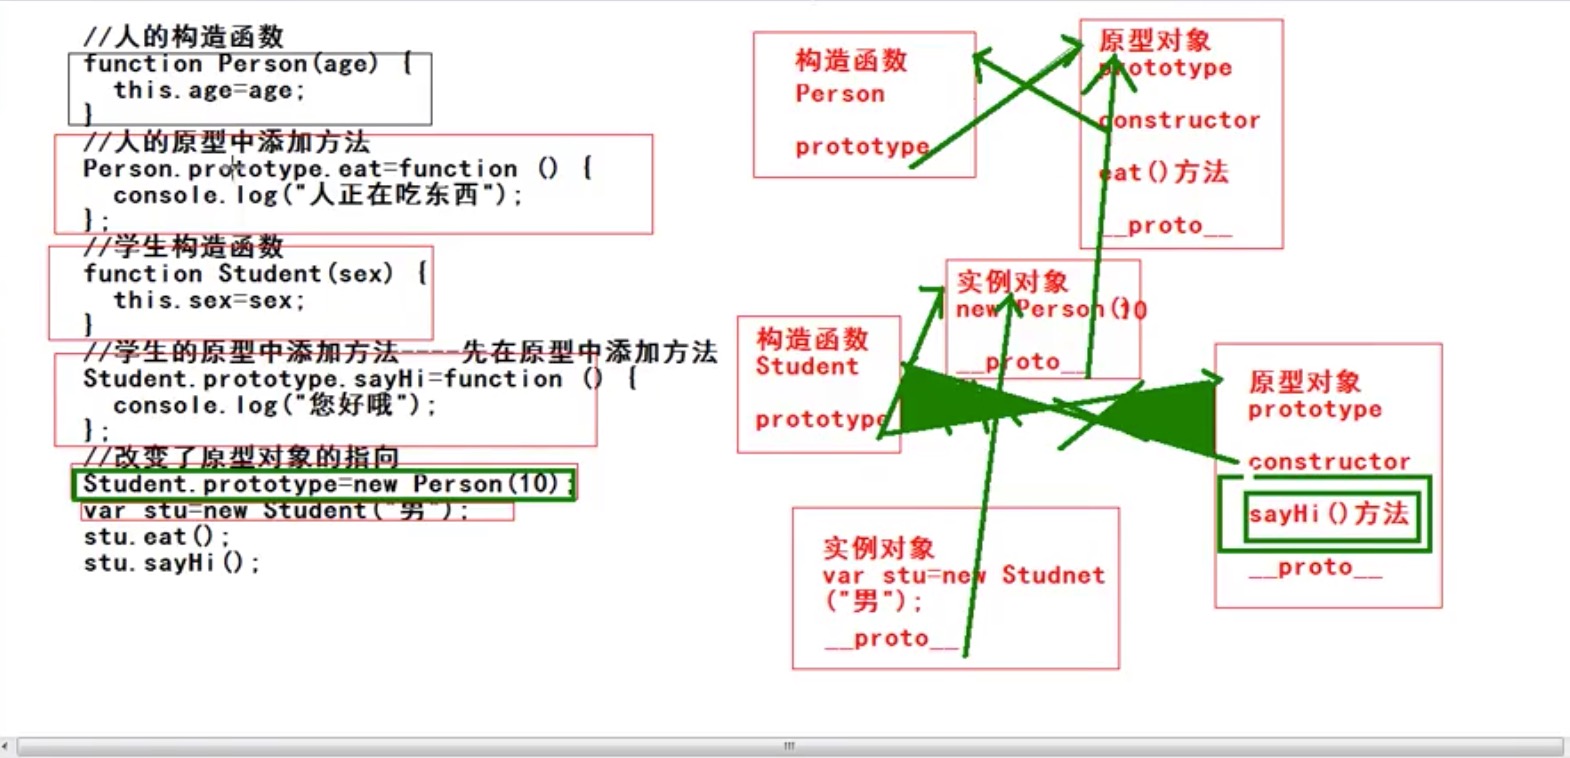 //人的构造函数
function Person(age) {
this.age=age;
}
//人的原型中添加方法
Person.prototype.eat=function () {
console.log("人正在吃东西");
};
//学生构造函数
function Student(sex) {
this.sex=sex;
}
//学生的原型中添加方法----先在原型中添加方法
Student.prototype.sayHi=function () {
console.log("您好哦");
};
//改变了原型对象的指向
Student.prototype=new Person(10);
var stu=new Student("男");
stu.eat();
stu.sayHi();
构造函数
Person
prototype
原型对象
prototype
constructor
eat()方法
__proto__
实例对象
new Person()10
__proto__
构造函数
Student
prototype
原型对象
prototype
constructor
sayHi()方法
__proto__
实例对象
var stu=new Studnet
("男");
__proto__